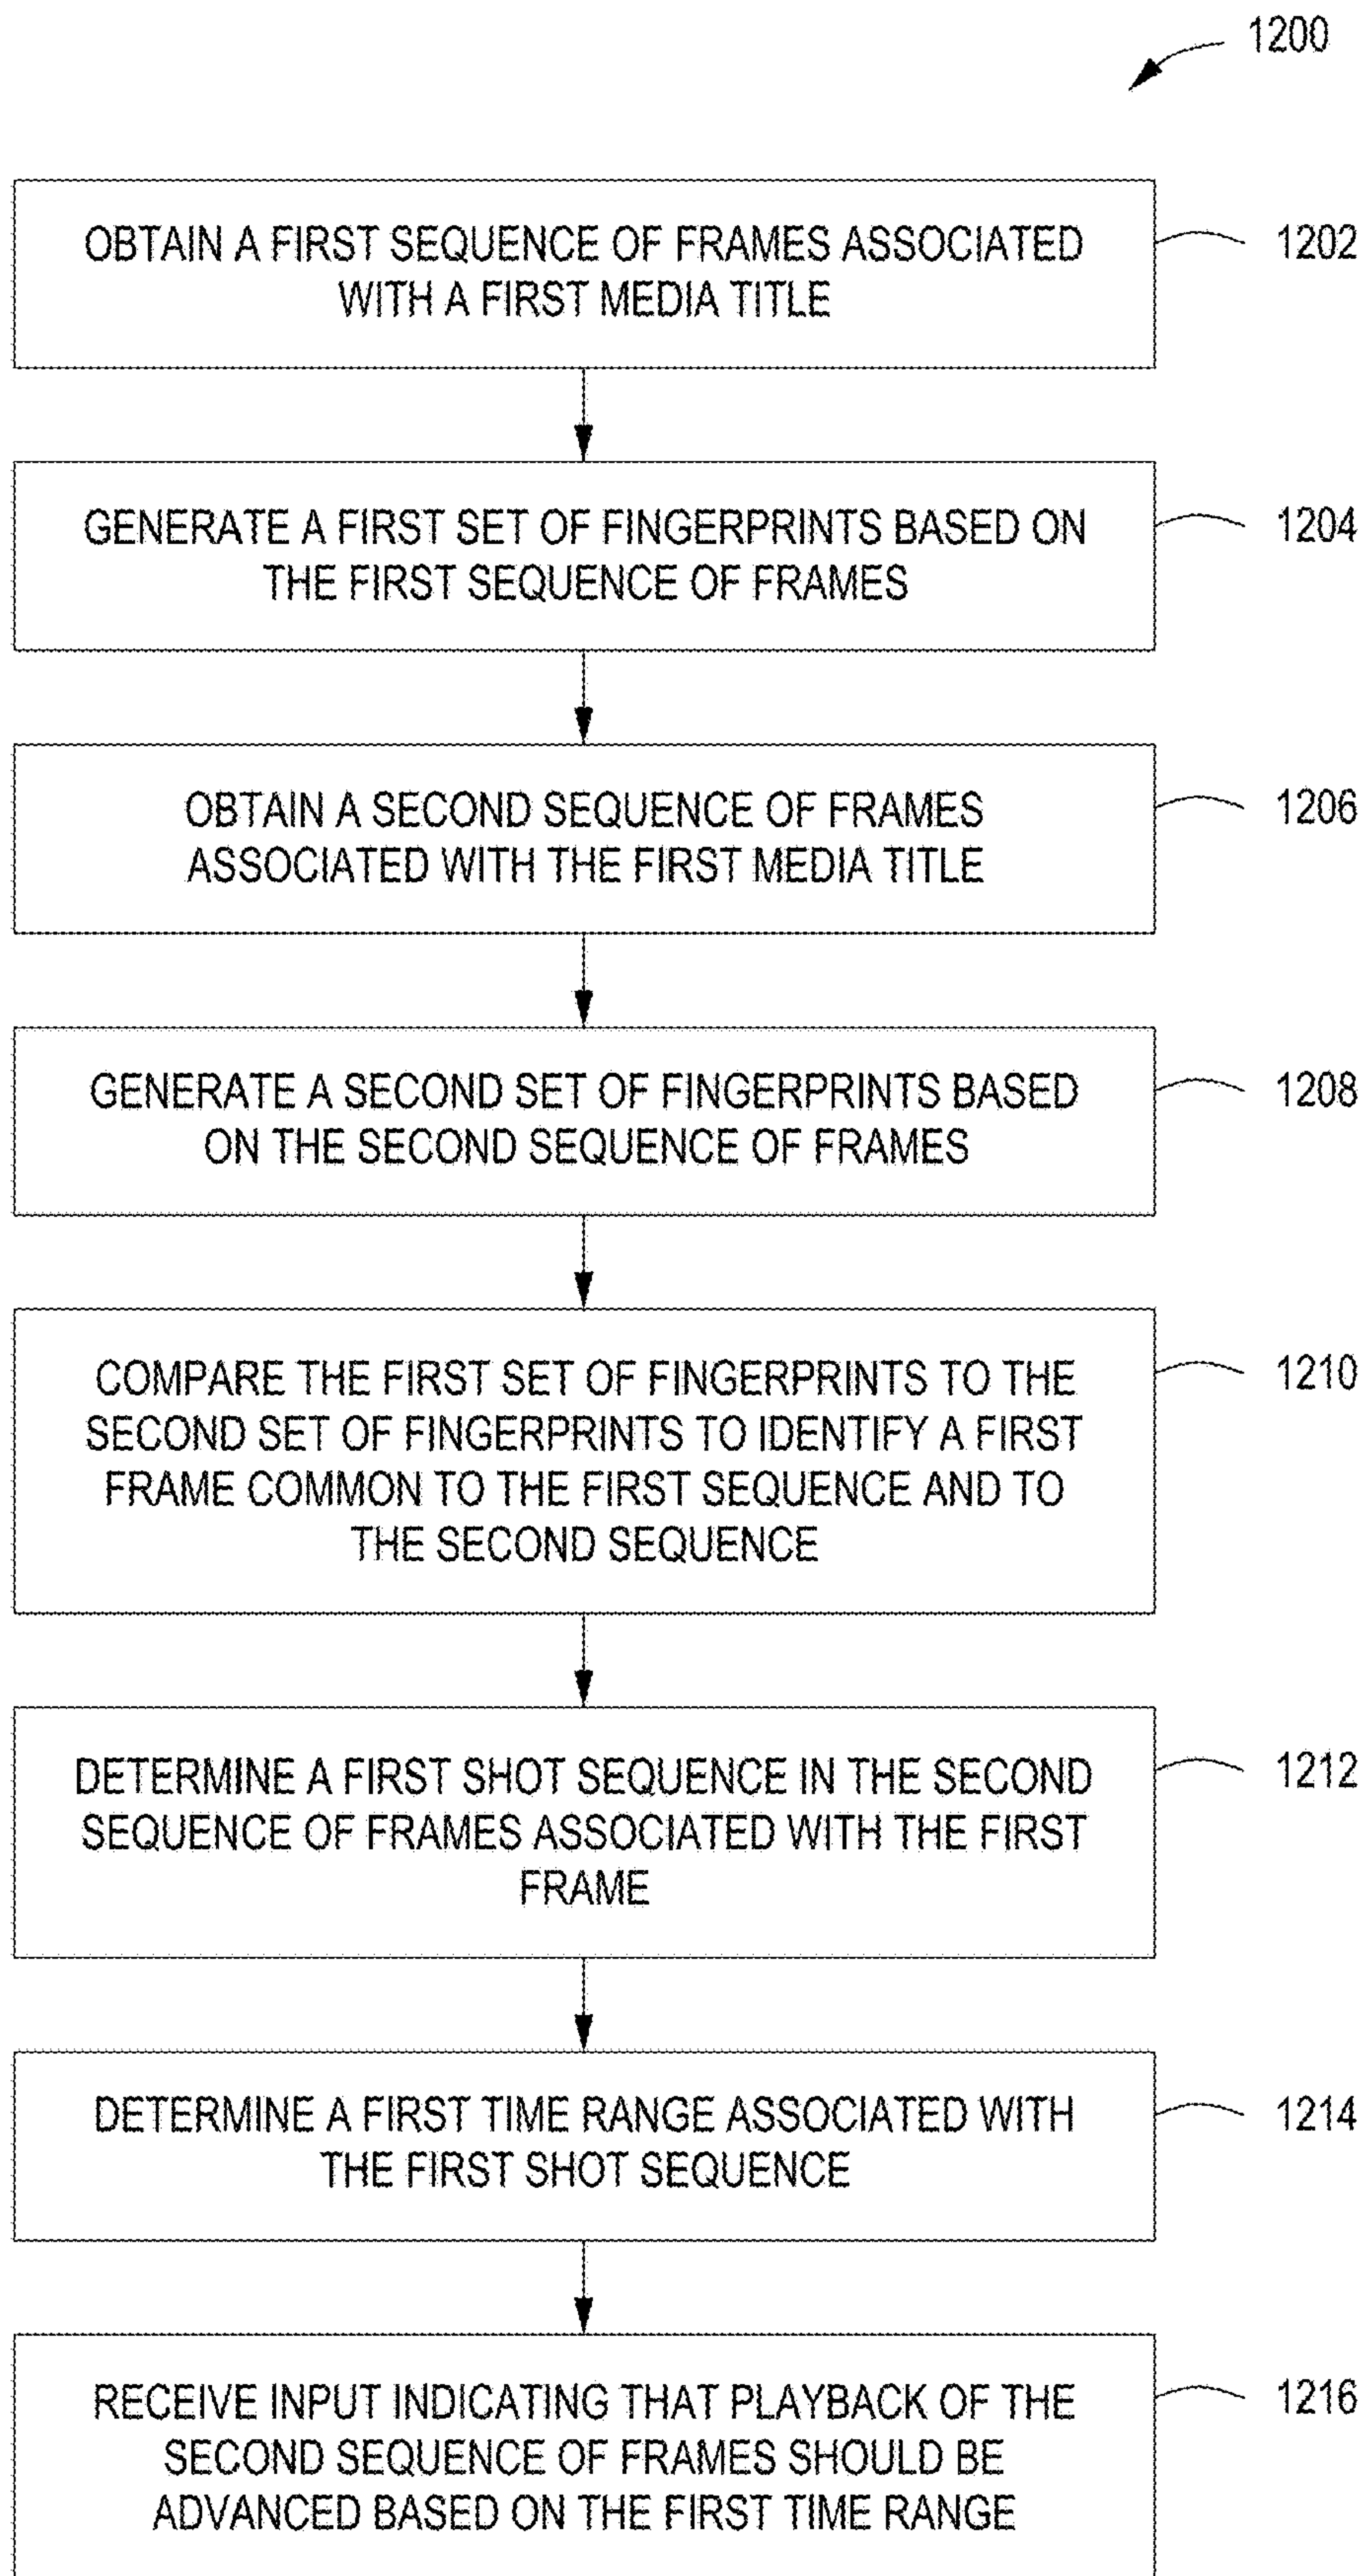 1200
OBTAIN A FIRST SEQUENCE OF FRAMES ASSOCIATED
WITH A FIRST MEDIA TITLE
1202
GENERATE A FIRST SET OF FINGERPRINTS BASED ON
THE FIRST SEQUENCE OF FRAMES
1204
OBTAIN A SECOND SEQUENCE OF FRAMES
ASSOCIATED WITH THE FIRST MEDIA TITLE
1206
GENERATE A SECOND SET OF FINGERPRINTS BASED
ON THE SECOND SEQUENCE OF FRAMES
1208
COMPARE THE FIRST SET OF FINGERPRINTS TO THE
SECOND SET OF FINGERPRINTS TO IDENTIFY A FIRST
FRAME COMMON TO THE FIRST SEQUENCE AND TO
THE SECOND SEQUENCE
1210
DETERMINE A FIRST SHOT SEQUENCE IN THE SECOND
SEQUENCE OF FRAMES ASSOCIATED WITH THE FIRST
FRAME
1212
DETERMINE A FIRST TIME RANGE ASSOCIATED WITH
THE FIRST SHOT SEQUENCE
1214
RECEIVE INPUT INDICATING THAT PLAYBACK OF THE
SECOND SEQUENCE OF FRAMES SHOULD BE
ADVANCED BASED ON THE FIRST TIME RANGE
1216